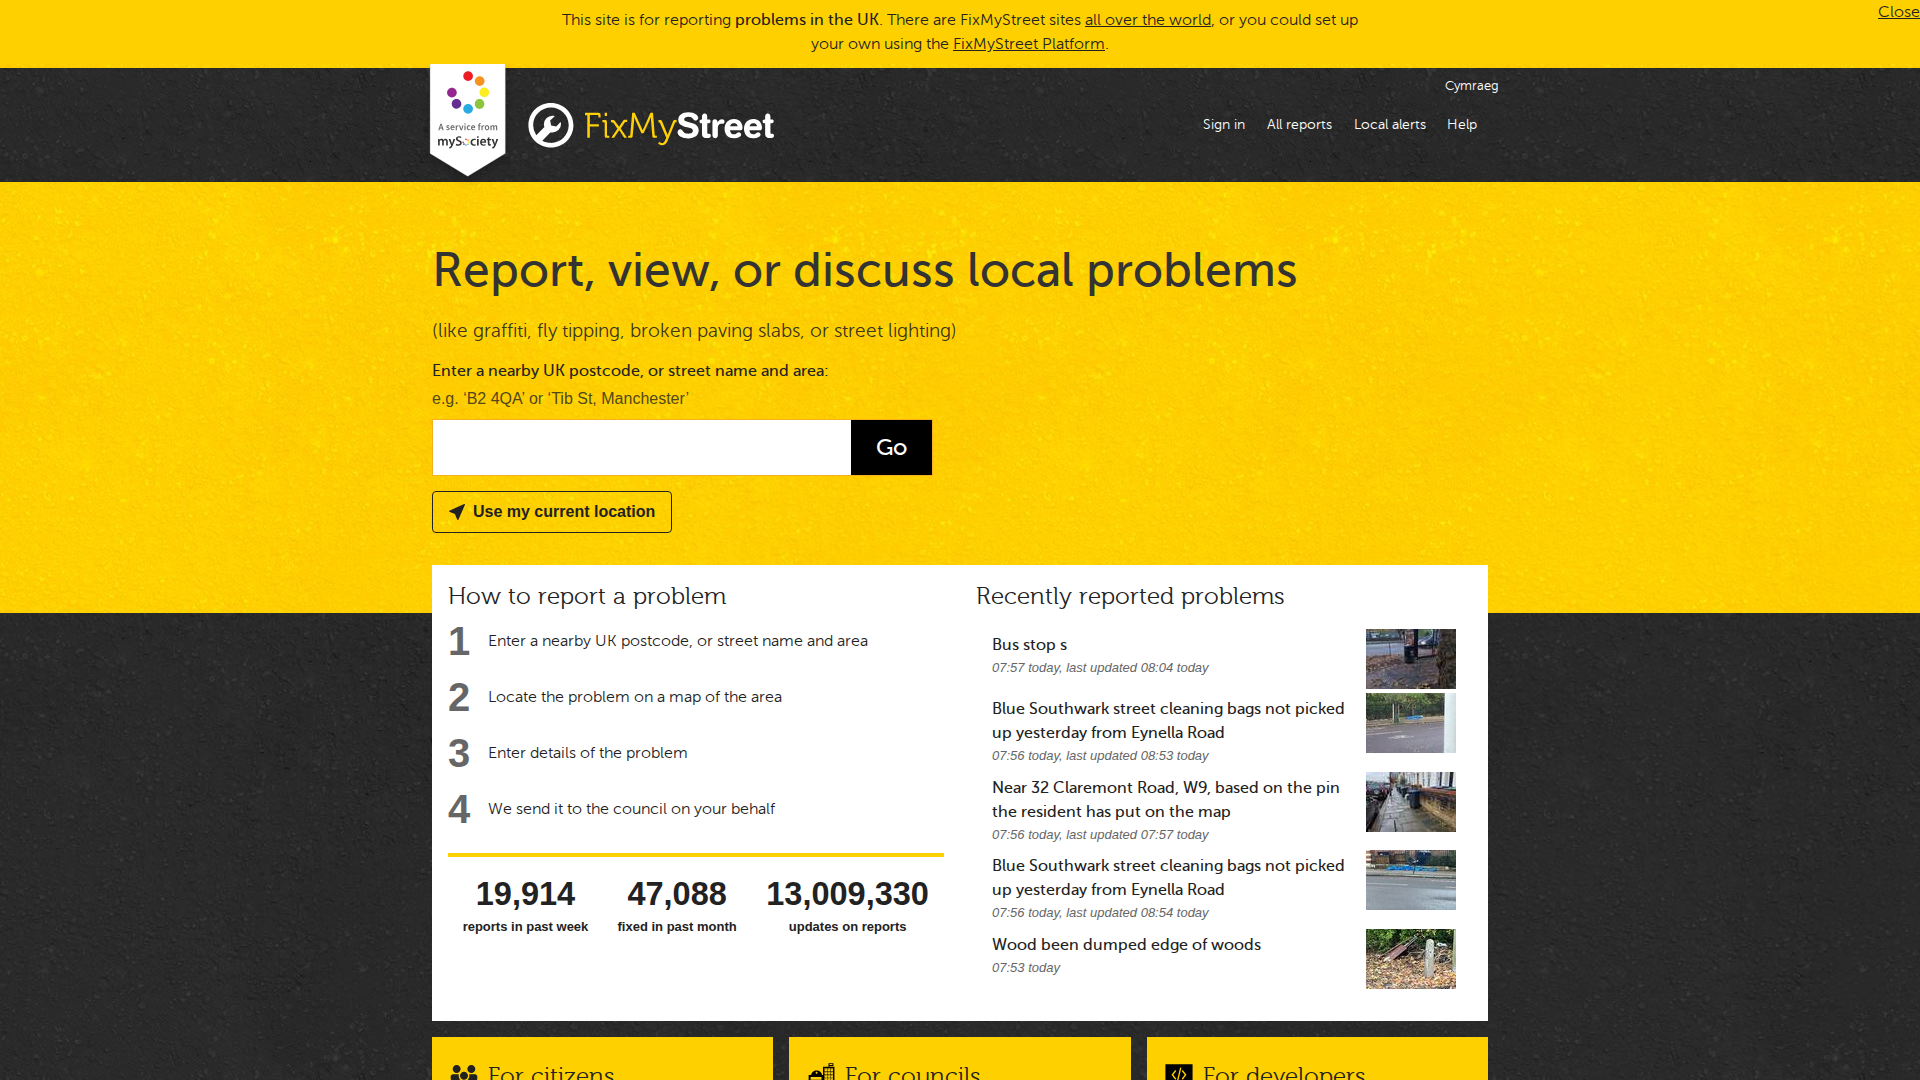 This site is for reporting problems in the UK. There are FixMyStreet sites all over the world, or you could set up
your own using the FixMyStreet Platform.
Close
A service from
mySociety
FixMyStreet
Cymraeg
Sign in
All reports
Local alerts
Help
Report, view, or discuss local problems
(like graffiti, fly tipping, broken paving slabs, or street lighting)
Enter a nearby UK postcode, or street name and area:
e.g. ‘B2 4QA’ or ‘Tib St, Manchester’
Go
Use my current location
How to report a problem
1 Enter a nearby UK postcode, or street name and area
2 Locate the problem on a map of the area
3 Enter details of the problem
4 We send it to the council on your behalf
19,914
reports in past week
47,088
fixed in past month
13,009,330
updates on reports
Recently reported problems
Bus stop s
07:57 today, last updated 08:04 today
Blue Southwark street cleaning bags not picked
up yesterday from Eynella Road
07:56 today, last updated 08:53 today
Near 32 Claremont Road, W9, based on the pin
the resident has put on the map
07:56 today, last updated 07:57 today
Blue Southwark street cleaning bags not picked
up yesterday from Eynella Road
07:56 today, last updated 08:54 today
Wood been dumped edge of woods
07:53 today
For citizens
For councils
For developers